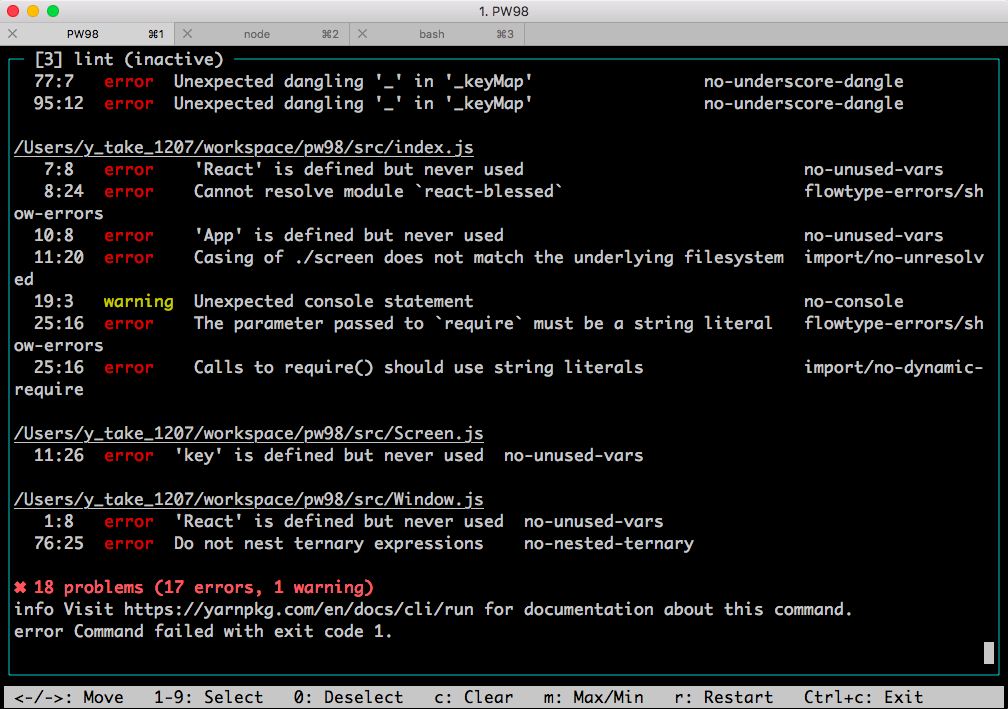 1. PW98
PW98 ⌘1 node ⌘2 bash ⌘3
[3] lint (inactive)
77:7 error Unexpected dangling '_' in '_keyMap' no-underscore-dangle
95:12 error Unexpected dangling '_' in '_keyMap' no-underscore-dangle
/Users/y_take_1207/workspace/pw98/src/index.js
7:8 error 'React' is defined but never used no-unused-vars
8:24 error Cannot resolve module `react-blessed` flowtype-errors/sh
ow-errors
10:8 error 'App' is defined but never used no-unused-vars
11:20 error Casing of ./screen does not match the underlying filesystem import/no-unresolv
ed
19:3 warning Unexpected console statement no-console
25:16 error The parameter passed to `require` must be a string literal flowtype-errors/sh
ow-errors
25:16 error Calls to require() should use string literals import/no-dynamic-
require
/Users/y_take_1207/workspace/pw98/src/Screen.js
11:26 error 'key' is defined but never used no-unused-vars
/Users/y_take_1207/workspace/pw98/src/Window.js
1:8 error 'React' is defined but never used no-unused-vars
76:25 error Do not nest ternary expressions no-nested-ternary
✖ 18 problems (17 errors, 1 warning)
info Visit https://yarnpkg.com/en/docs/cli/run for documentation about this command.
error Command failed with exit code 1.
<-/->: Move 1-9: Select 0: Deselect c: Clear m: Max/Min r: Restart Ctrl+c: Exit